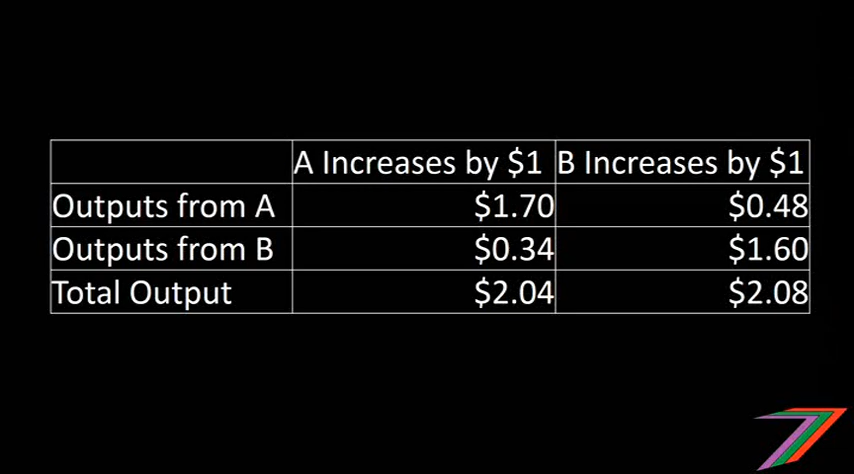 A Increases by $1 B Increases by $1
Outputs from A $1.70 $0.48
Outputs from B $0.34 $1.60
Total Output $2.04 $2.08